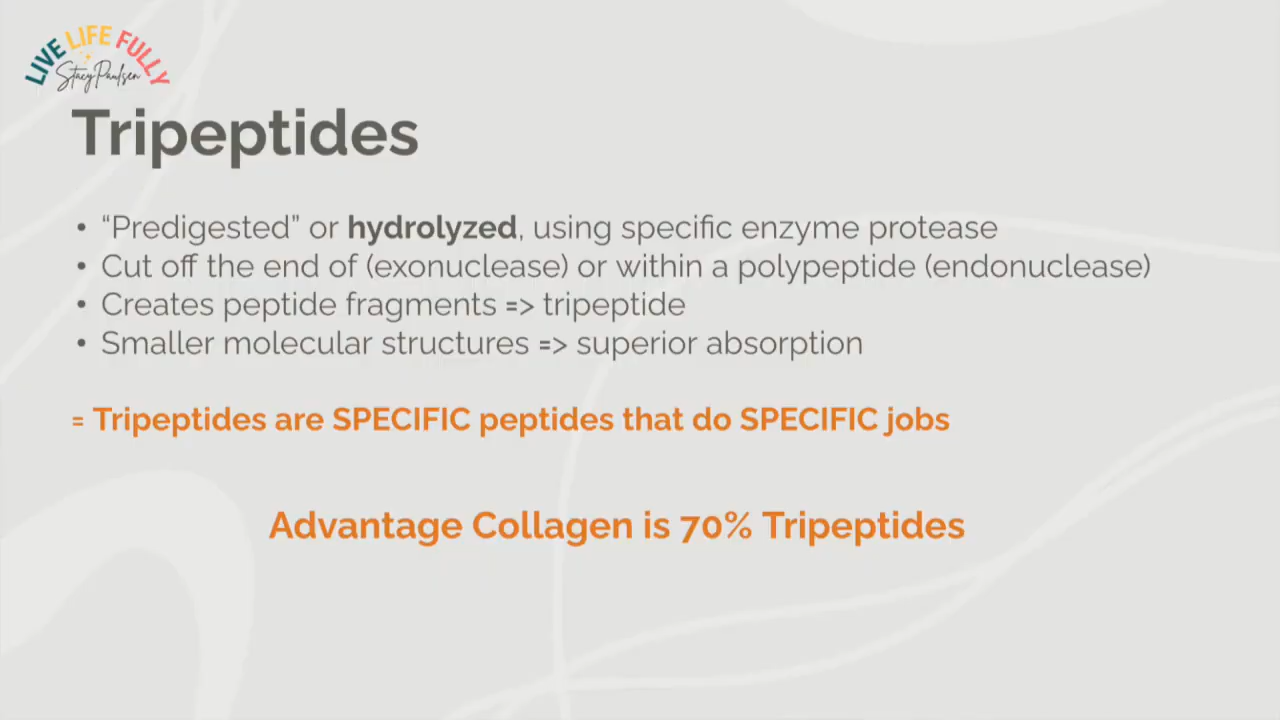 LIVE LIFE FULLY
Stacy Paulsen
Tripeptides
• “Predigested” or hydrolyzed, using specific enzyme protease
• Cut off the end of (exonuclease) or within a polypeptide (endonuclease)
• Creates peptide fragments => tripeptide
• Smaller molecular structures => superior absorption
= Tripeptides are SPECIFIC peptides that do SPECIFIC jobs
Advantage Collagen is 70% Tripeptides